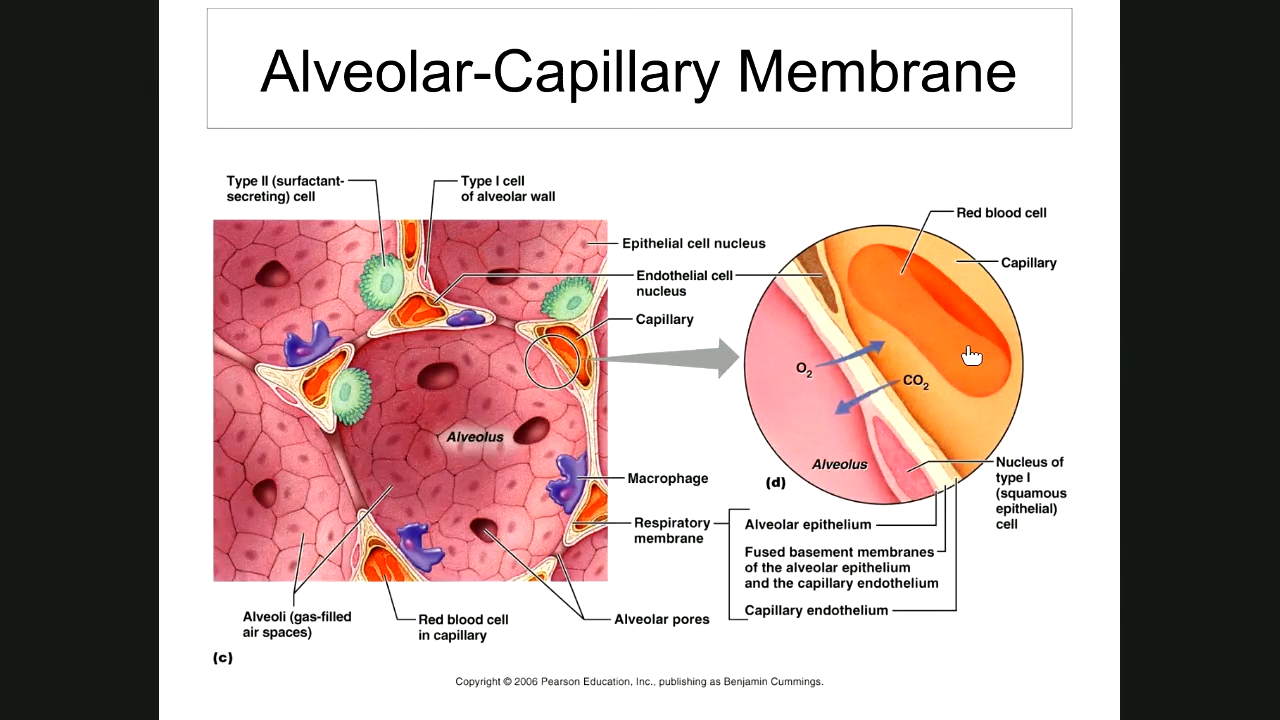 Alveolar-Capillary Membrane
Type II (surfactant-
secreting) cell
Type I cell
of alveolar wall
Epithelial cell nucleus
Endothelial cell
nucleus
Capillary
Alveolus
Macrophage
Respiratory
membrane
Alveoli (gas-filled
air spaces)
Red blood cell
in capillary
Alveolar pores
(c)
Red blood cell
Capillary
O2
CO2
Alveolus
(d)
Nucleus of
type I
(squamous
epithelial)
cell
Alveolar epithelium
Fused basement membranes
of the alveolar epithelium
and the capillary endothelium
Capillary endothelium
Copyright © 2006 Pearson Education, Inc., publishing as Benjamin Cummings.